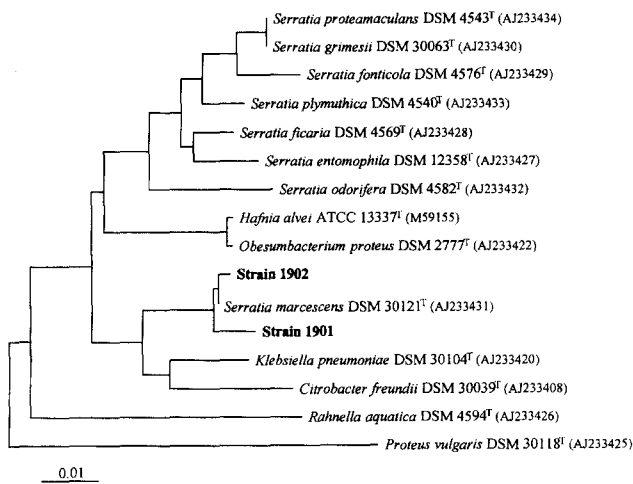 Serratia proteamaculans DSM 4543T (AJ233434)
Serratia grimesii DSM 30063T (AJ233430)
Serratia fonticola DSM 4576T (AJ233429)
Serratia plymuthica DSM 4540T (AJ233433)
Serratia ficaria DSM 4569T (AJ233428)
Serratia entomophila DSM 12358T (AJ233427)
Serratia odorifera DSM 4582T (AJ233432)
Hafnia alvei ATCC 13337T (M59155)
Obesumbacterium proteus DSM 2777T (AJ233422)
Strain 1902
Serratia marcescens DSM 30121T (AJ233431)
Strain 1901
Klebsiella pneumoniae DSM 30104T (AJ233420)
Citrobacter freundii DSM 30039T (AJ233408)
Rahnella aquatica DSM 4594T (AJ233426)
Proteus vulgaris DSM 30118T (AJ233425)
0.01